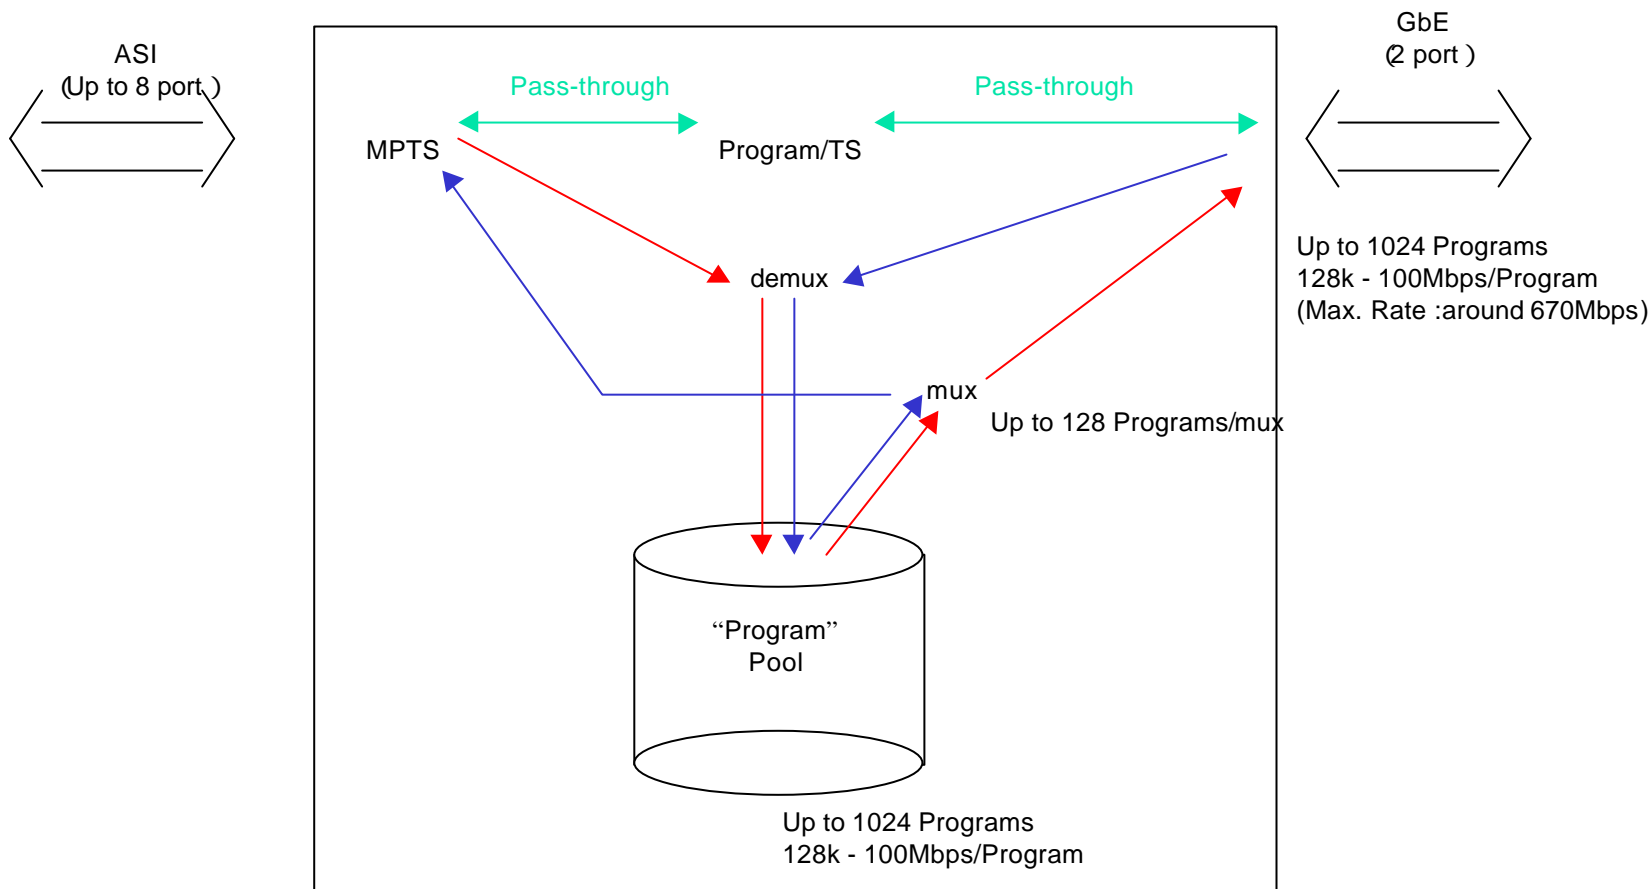 ASI
(Up to 8 port )
GbE
(2 port )
Pass-through
Pass-through
MPTS
Program/TS
demux
Up to 1024 Programs
128k - 100Mbps/Program
(Max. Rate :around 670Mbps)
mux
Up to 128 Programs/mux
“Program”
Pool
Up to 1024 Programs
128k - 100Mbps/Program